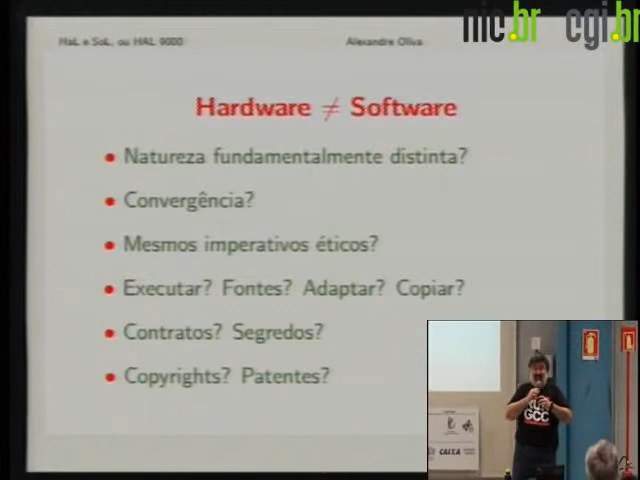 nic.br cgi.br
HaL e SoL, ou HAL 9000 Alexandre Oliva
Hardware ≠ Software
• Natureza fundamentalmente distinta?
• Convergência?
• Mesmos imperativos éticos?
• Executar? Fontes? Adaptar? Copiar?
• Contratos? Segredos?
• Copyrights? Patentes?
GCC
CAIXA